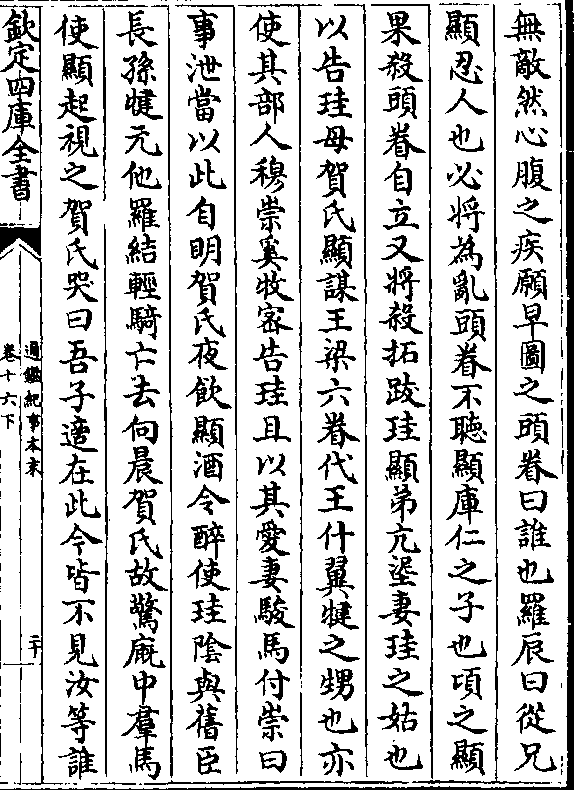 無敵然心腹之疾願早圖之頭眷曰誰也羅辰曰從兄
顯忍人也必將為亂頭眷不聽顯庫仁之子也頃之顯
果殺頭眷自立又將殺拓跋珪顯弟亢埿妻珪之姑也
以告珪母賀氏顯謀王梁六眷代王什翼犍之甥也亦
使其部人穆崇奚牧密告珪且以其愛妻駿馬付崇曰
事泄當以此自明賀氏夜飲顯酒令醉使珪陰與舊臣
長孫犍元他羅結輕騎亡去向晨賀氏故驚廐中羣馬
使顯起視之賀氏哭曰吾子適在此今皆不見汝等誰
欽定四庫全書
通鑑紀事本末
卷十六下
二十